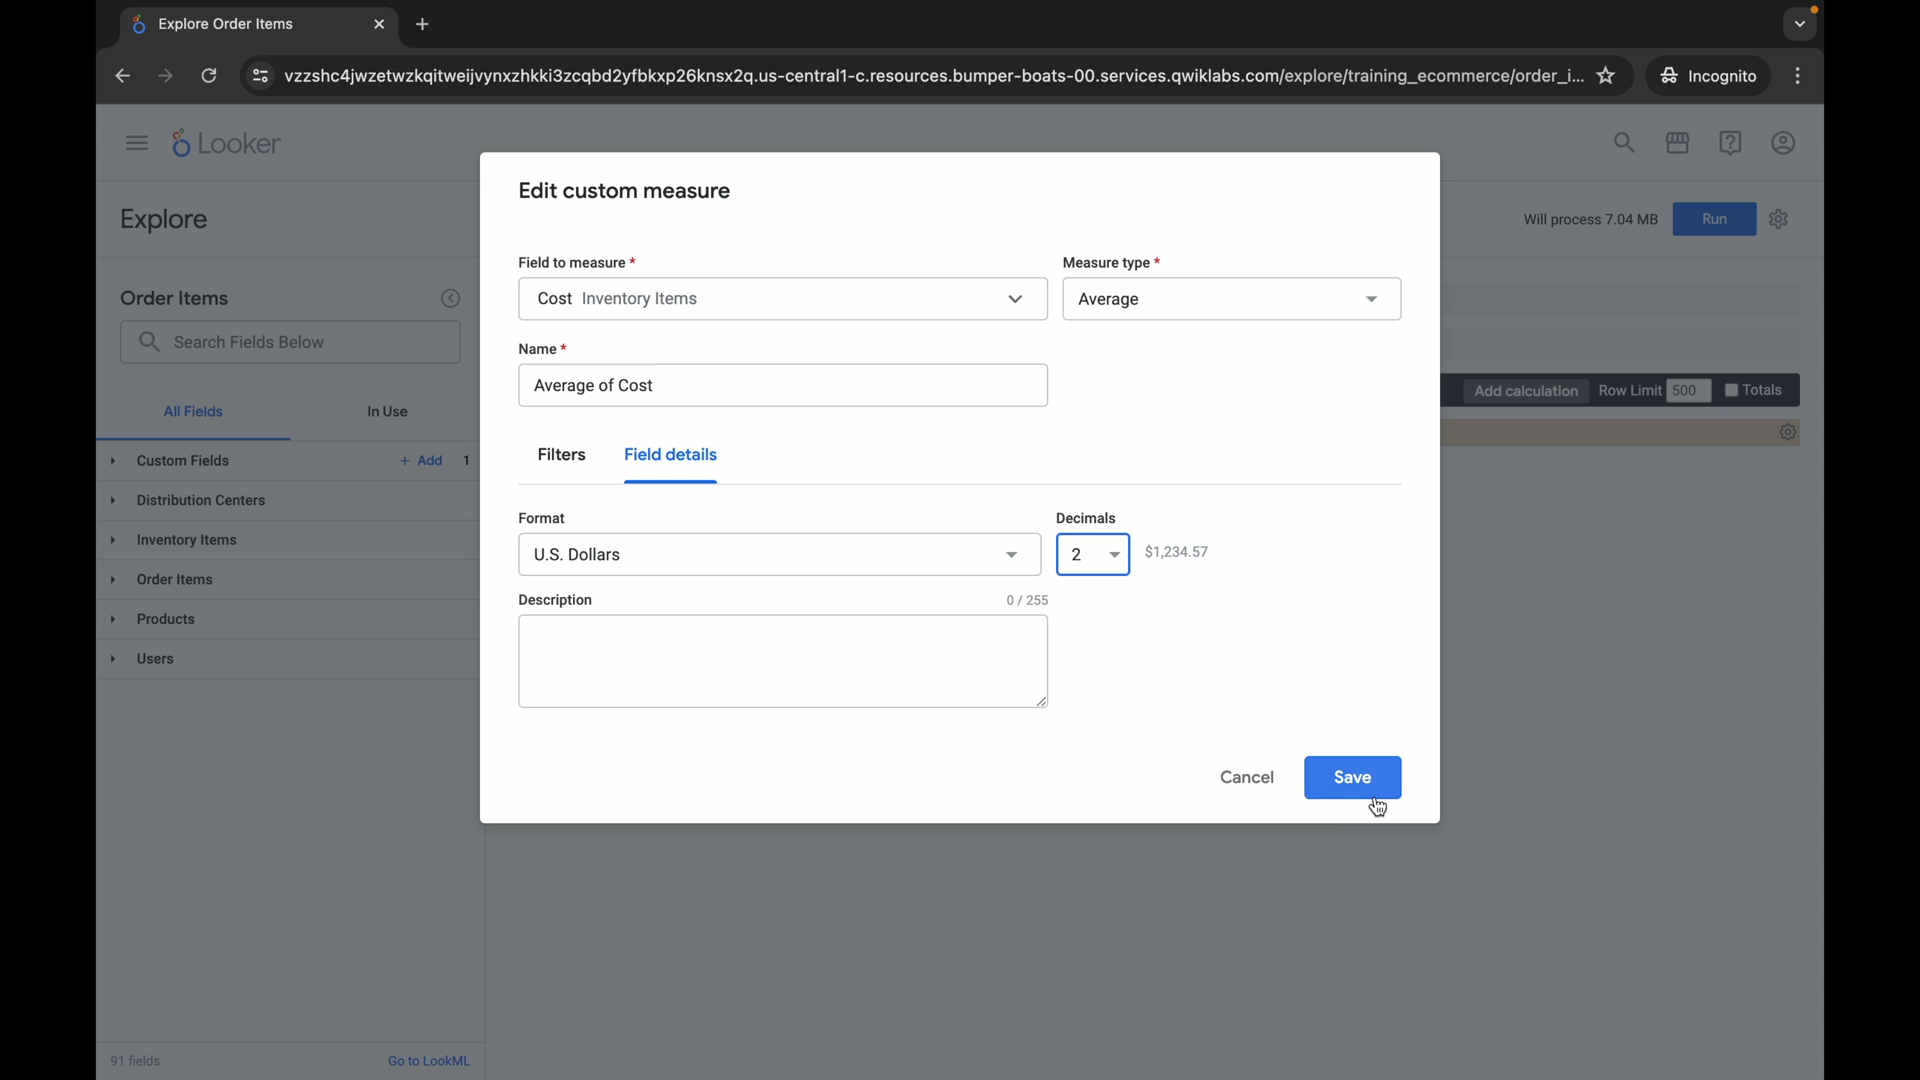 Explore Order Items
vzzshc4jwzetwzkqitweijvynxzhkki3zcqbd2yfbkxp26knsx2q.us-central1-c.resources.bumper-boats-00.services.qwiklabs.com/explore/training_ecommerce/order_i...
Incognito
Looker
Explore
Will process 7.04 MB
Run
Order Items
Search Fields Below
All Fields
In Use
Custom Fields
+ Add 1
Distribution Centers
Inventory Items
Order Items
Products
Users
91 fields
Go to LookML
Add calculation
Row Limit 500
Totals
Edit custom measure
Field to measure *
Measure type *
Cost Inventory Items
Average
Name *
Average of Cost
Filters
Field details
Format
Decimals
U.S. Dollars
2
$1,234.57
Description
0 / 255
Cancel
Save